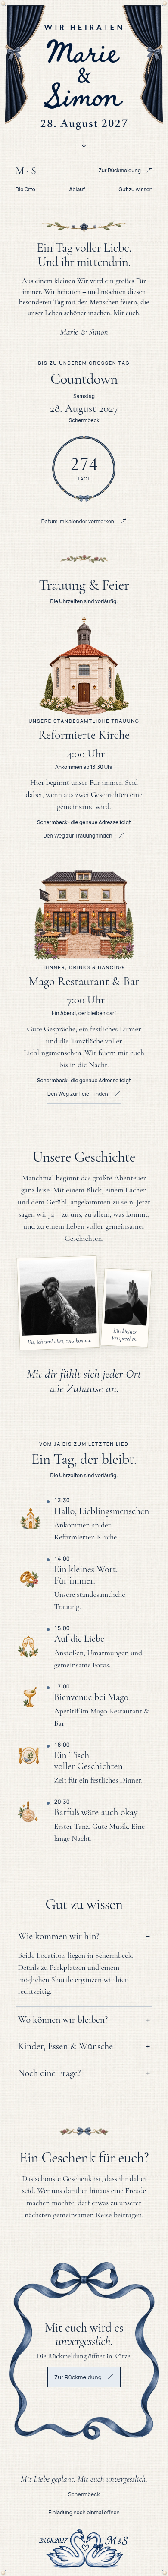 WIR HEIRATEN
Marie
&
Simon
28. August 2027
↓
M · S
Zur Rückmeldung ↗
Die Orte Ablauf Gut zu wissen
Ein Tag voller Liebe.
Und ihr mittendrin.
Aus einem kleinen Wir wird ein großes Für
immer. Wir heiraten – und möchten diesen
besonderen Tag mit den Menschen feiern, die
unser Leben schöner machen. Mit euch.
Marie & Simon
BIS ZU UNSEREM GROSSEN TAG
Countdown
Samstag
28. August 2027
Schermbeck
274
TAGE
Datum im Kalender vormerken ↗
Trauung & Feier
Die Uhrzeiten sind vorläufig.
UNSERE STANDESAMTLICHE TRAUUNG
Reformierte Kirche
14:00 Uhr
Ankommen ab 13:30 Uhr
Hier beginnt unser Für immer. Seid
dabei, wenn aus zwei Geschichten eine
gemeinsame wird.
Schermbeck · die genaue Adresse folgt
Den Weg zur Trauung finden ↗
DINNER, DRINKS & DANCING
Mago Restaurant & Bar
17:00 Uhr
Ein Abend, der bleiben darf
Gute Gespräche, ein festliches Dinner
und die Tanzfläche voller
Lieblingsmenschen. Wir feiern mit euch
bis in die Nacht.
Schermbeck · die genaue Adresse folgt
Den Weg zur Feier finden ↗
Unsere Geschichte
Manchmal beginnt das größte Abenteuer
ganz leise. Mit einem Blick, einem Lachen
und dem Gefühl, angekommen zu sein. Jetzt
sagen wir Ja – zu uns, zu allem, was kommt,
und zu einem Leben voller gemeinsamer
Geschichten.
Du, ich und alles, was kommt.
Ein kleines
Versprechen.
Mit dir fühlt sich jeder Ort
wie Zuhause an.
VOM JA BIS ZUM LETZTEN LIED
Ein Tag, der bleibt.
Die Uhrzeiten sind vorläufig.
13:30
Hallo, Lieblingsmenschen
Ankommen an der
Reformierten Kirche.
14:00
Ein kleines Wort.
Für immer.
Unsere standesamtliche
Trauung.
15:00
Auf die Liebe
Anstoßen, Umarmungen und
gemeinsame Fotos.
17:00
Bienvenue bei Mago
Aperitif im Mago Restaurant &
Bar.
18:00
Ein Tisch
voller Geschichten
Zeit für ein festliches Dinner.
20:30
Barfuß wäre auch okay
Erster Tanz. Gute Musik. Eine
lange Nacht.
Gut zu wissen
Wie kommen wir hin? −
Beide Locations liegen in Schermbeck.
Details zu Parkplätzen und einem
möglichen Shuttle ergänzen wir hier
rechtzeitig.
Wo können wir bleiben? +
Kinder, Essen & Wünsche +
Noch eine Frage? +
Ein Geschenk für euch?
Das schönste Geschenk ist, dass ihr dabei
seid. Wer uns darüber hinaus eine Freude
machen möchte, darf etwas zu unserer
nächsten gemeinsamen Reise beitragen.
Mit euch wird es
unvergesslich.
Die Rückmeldung öffnet in Kürze.
Zur Rückmeldung ↗
Mit Liebe geplant. Mit euch unvergesslich.
Schermbeck
Einladung noch einmal öffnen
28.08.2027 M&S